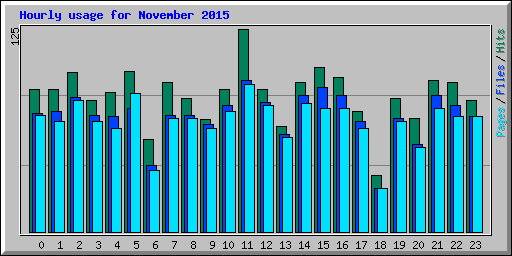 Hourly usage for November 2015
125
Pages/Files/Hits
0 1 2 3 4 5 6 7 8 9 10 11 12 13 14 15 16 17 18 19 20 21 22 23